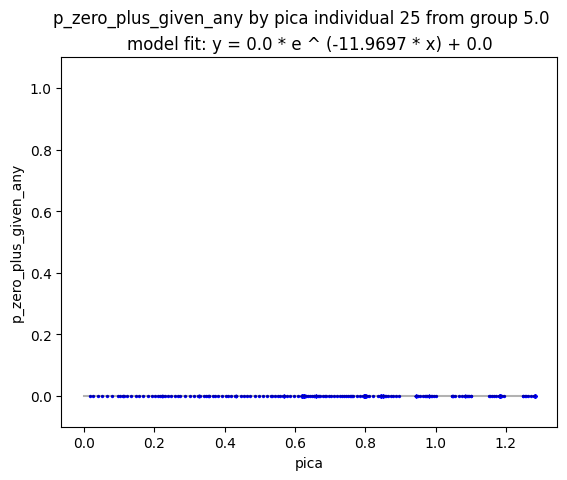 p_zero_plus_given_any by pica individual 25 from group 5.0
model fit: y = 0.0 * e ^ (-11.9697 * x) + 0.0
1.0
0.8
0.6
0.4
0.2
0.0
p_zero_plus_given_any
0.0 0.2 0.4 0.6 0.8 1.0 1.2
pica